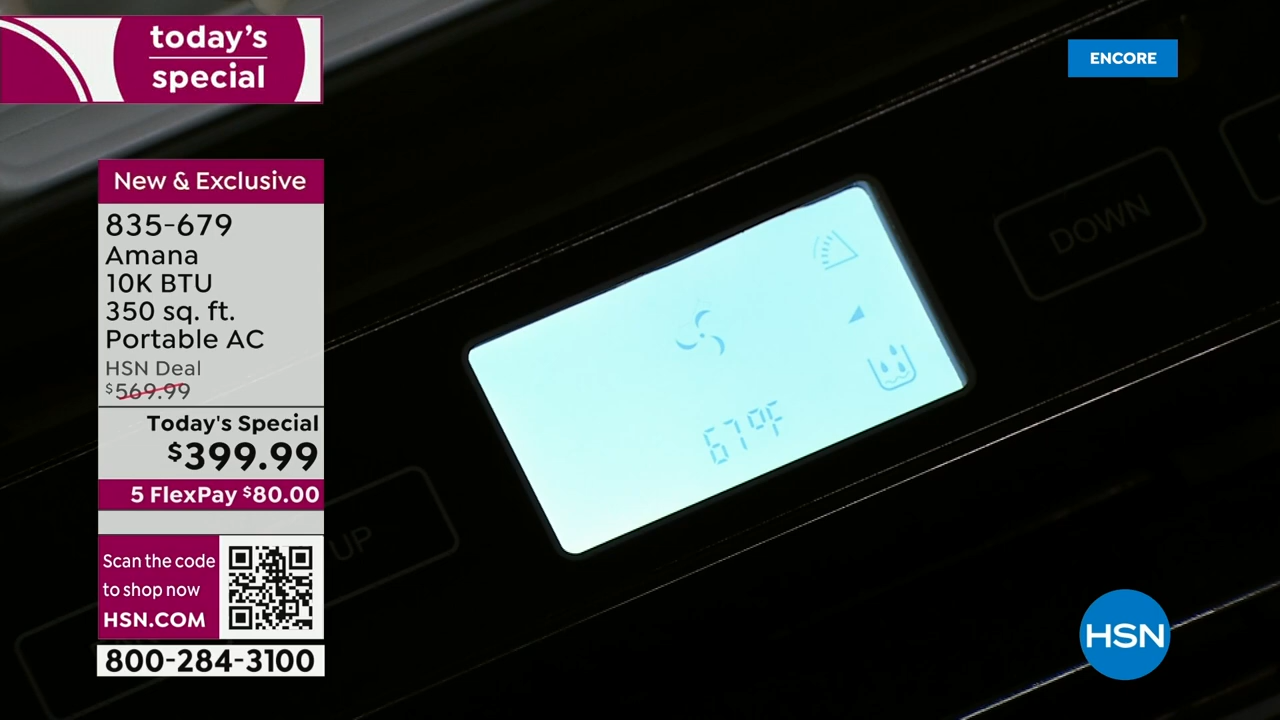 today's
special
ENCORE
New & Exclusive
835-679
Amana
10K BTU
350 sq. ft.
Portable AC
HSN Deal
$569.99
Today's Special
$399.99
5 FlexPay $80.00
Scan the code
to shop now
HSN.COM
800-284-3100
DOWN
67°F
UP
HSN